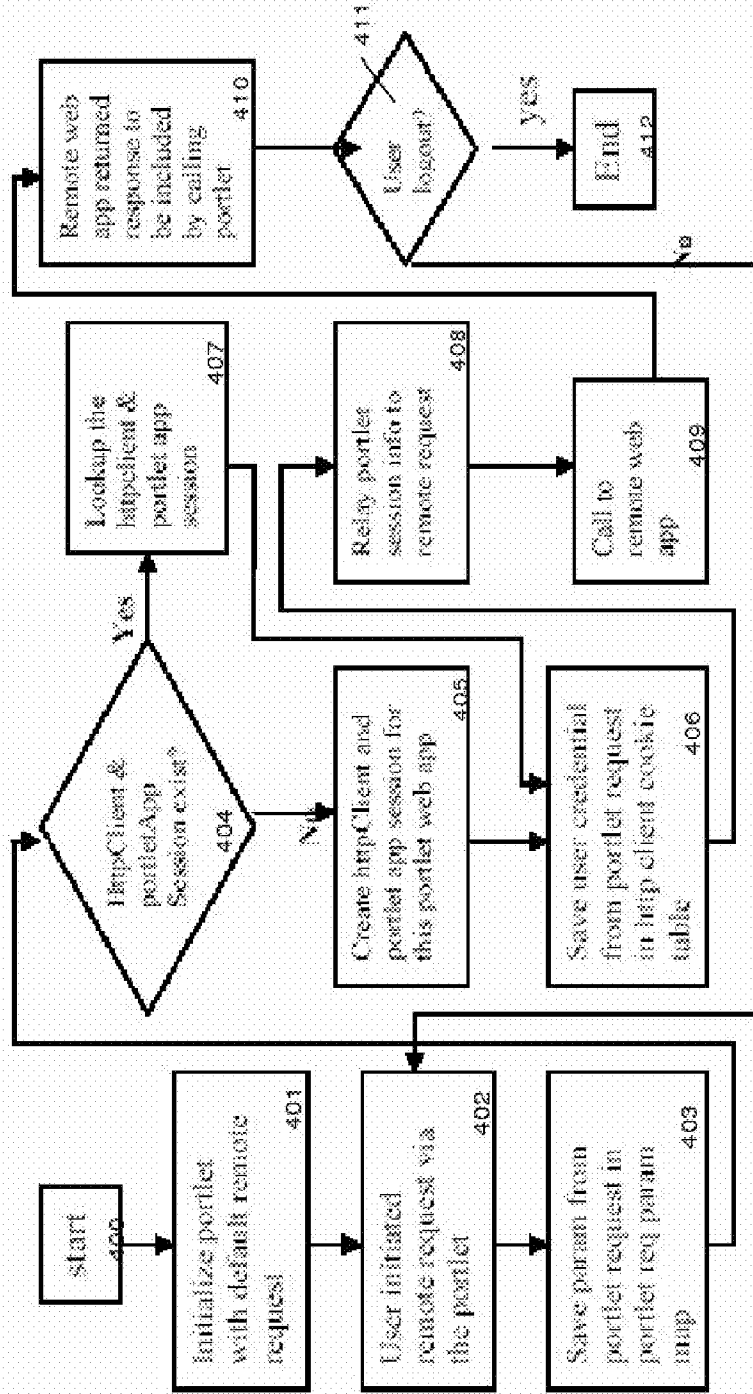 start
400
Initialize portlet
with default remote
request
401
User initiated
remote request via
the portlet
402
Save param from
portlet request in
portlet req param
map
403
HttpClient &
portletApp
Session exist?
404
Yes
No
Create httpClient and
portlet app session for
this portlet web app
405
Save user credential
from portlet request
in http client cookie
table
406
Lookup the
httpclient &
portlet app
session
407
Relay portlet
session info to
remote request
408
Call to
remote web
app
409
Remote web
app returned
response to
be included
by calling
portlet
410
User
logout?
411
yes
No
End
412